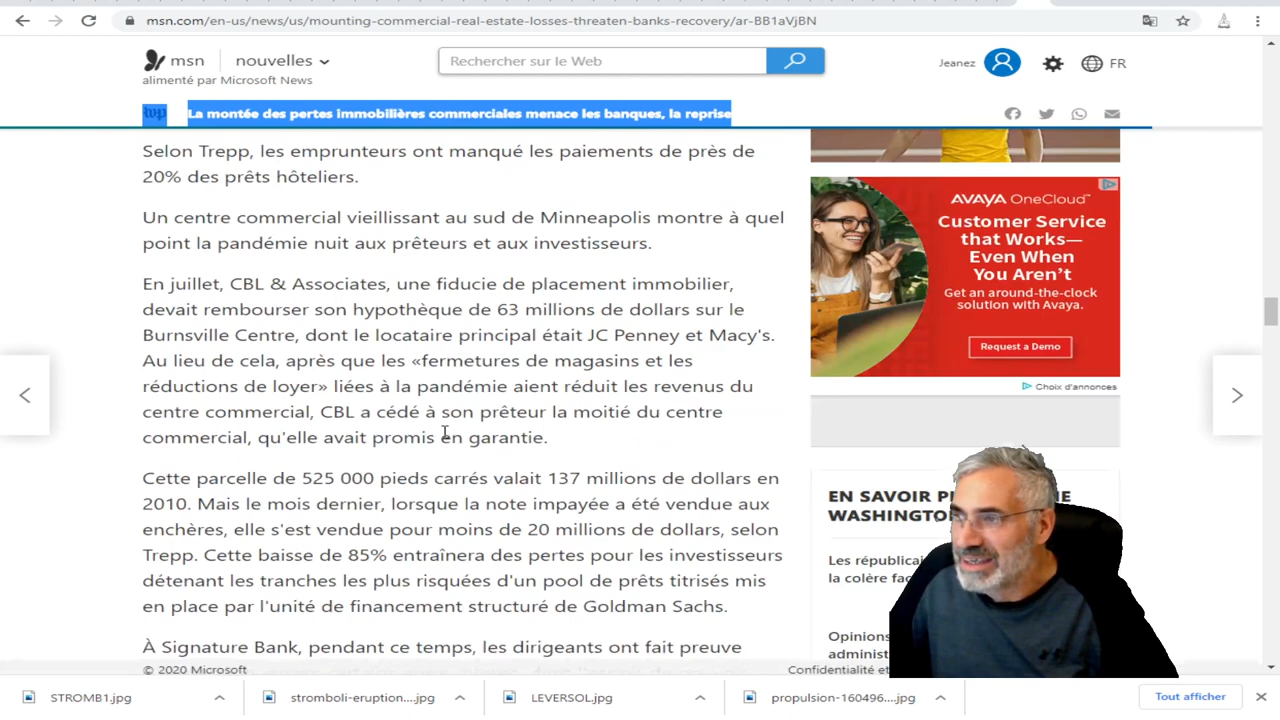 msn.com/en-us/news/us/mounting-commercial-real-estate-losses-threaten-banks-recovery/ar-BB1aVjBN
msn nouvelles
alimenté par Microsoft News
Rechercher sur le Web
Jeanez
FR
wp La montée des pertes immobilières commerciales menace les banques, la reprise
Selon Trepp, les emprunteurs ont manqué les paiements de près de
20% des prêts hôteliers.
Un centre commercial vieillissant au sud de Minneapolis montre à quel
point la pandémie nuit aux prêteurs et aux investisseurs.
En juillet, CBL & Associates, une fiducie de placement immobilier,
devait rembourser son hypothèque de 63 millions de dollars sur le
Burnsville Centre, dont le locataire principal était JC Penney et Macy's.
Au lieu de cela, après que les «fermetures de magasins et les
réductions de loyer» liées à la pandémie aient réduit les revenus du
centre commercial, CBL a cédé à son prêteur la moitié du centre
commercial, qu'elle avait promis en garantie.
Cette parcelle de 525 000 pieds carrés valait 137 millions de dollars en
2010. Mais le mois dernier, lorsque la note impayée a été vendue aux
enchères, elle s'est vendue pour moins de 20 millions de dollars, selon
Trepp. Cette baisse de 85% entraînera des pertes pour les investisseurs
détenant les tranches les plus risquées d'un pool de prêts titrisés mis
en place par l'unité de financement structuré de Goldman Sachs.
À Signature Bank, pendant ce temps, les dirigeants ont fait preuve
© 2020 Microsoft
Confidentialité et
AVAYA OneCloud™
Customer Service
that Works—
Even When
You Aren't
Get an around-the-clock
solution with Avaya.
Request a Demo
Choix d'annonces
EN SAVOIR NE
WASHINGTO
Les républicai
la colère fac
Opinions
administ
STROMB1.jpg
stromboli-eruption....jpg
LEVERSOL.jpg
propulsion-160496....jpg
Tout afficher